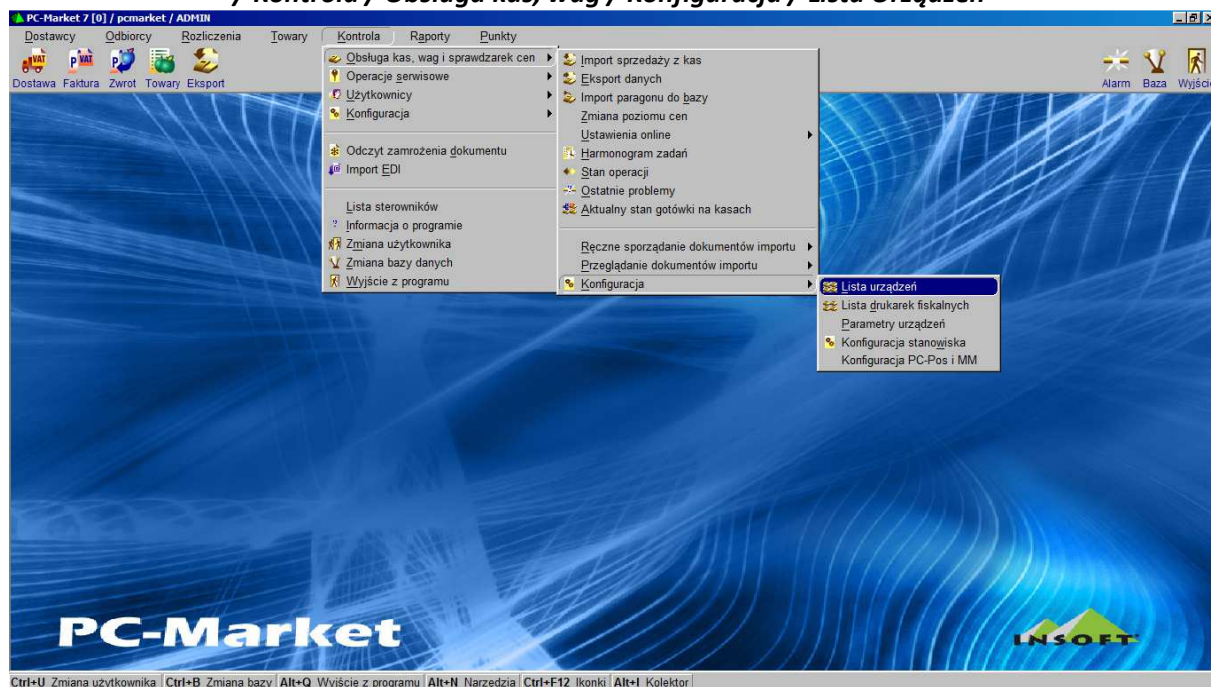 / Kontrola / Obsługa kas, wag / Konfiguracja / Lista Urządzeń
PC-Market 7 [0] / pcmarket / ADMIN
Dostawcy Odbiorcy Rozliczenia Towary Kontrola Raporty Punkty
Dostawa Faktura Zwrot Towary Eksport
Alarm Baza Wyjście
Obsługa kas, wag i sprawdzarek cen
Operacje serwisowe
Użytkownicy
Konfiguracja
Odczyt zamrożenia dokumentu
Import EDI
Lista sterowników
Informacja o programie
Zmiana użytkownika
Zmiana bazy danych
Wyjście z programu
Import sprzedaży z kas
Eksport danych
Import paragonu do bazy
Zmiana poziomu cen
Ustawienia online
Harmonogram zadań
Stan operacji
Ostatnie problemy
Aktualny stan gotówki na kasach
Ręczne sporządanie dokumentów importu
Przeglądanie dokumentów importu
Konfiguracja
Lista urządzeń
Lista drukarek fiskalnych
Parametry urządzeń
Konfiguracja stanowiska
Konfiguracja PC-Pos i MM
PC-Market
INSOFT
Ctrl+U Zmiana użytkownika Ctrl+B Zmiana bazy Alt+Q Wyjście z programu Alt+N Narzędzia Ctrl+F12 Ikonki Alt+I Kolektor